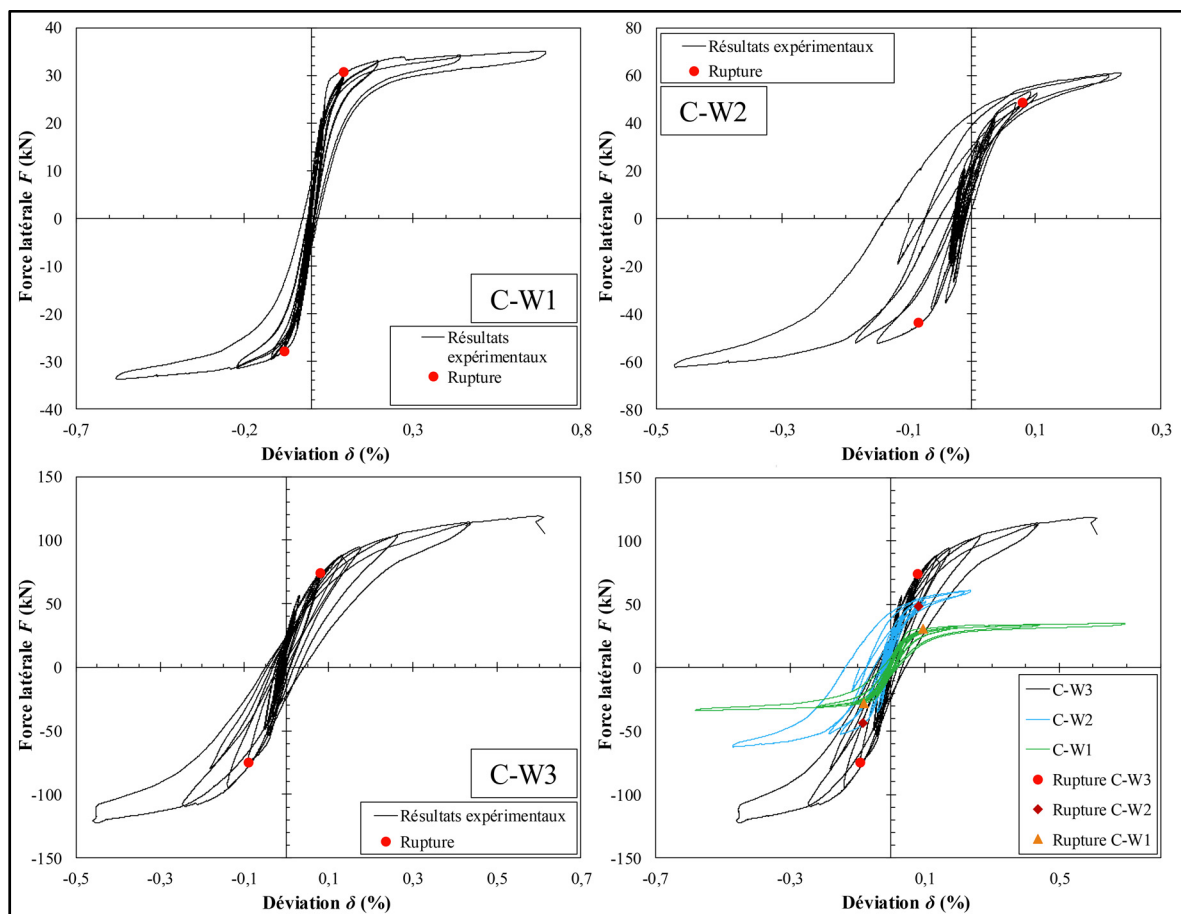 40
30
20
10
0
-10
-20
-30
-40
Force latérale F (kN)
-0,7
-0,2
0,3
0,8
Déviation δ (%)
C-W1
Résultats
expérimentaux
Rupture
80
60
40
20
0
-20
-40
-60
-80
Force latérale F (kN)
-0,5
-0,1
0,3
Déviation δ (%)
Résultats expérimentaux
Rupture
C-W2
150
100
50
0
-50
-100
-150
Force latérale F (kN)
-0,5
-0,3
-0,1
0,1
0,3
0,5
0,7
Déviation δ (%)
C-W3
Résultats expérimentaux
Rupture
150
100
50
0
-50
-100
-150
Force latérale F (kN)
-0,7
-0,3
0,1
0,5
Déviation δ (%)
C-W3
C-W2
C-W1
Rupture C-W3
Rupture C-W2
Rupture C-W1